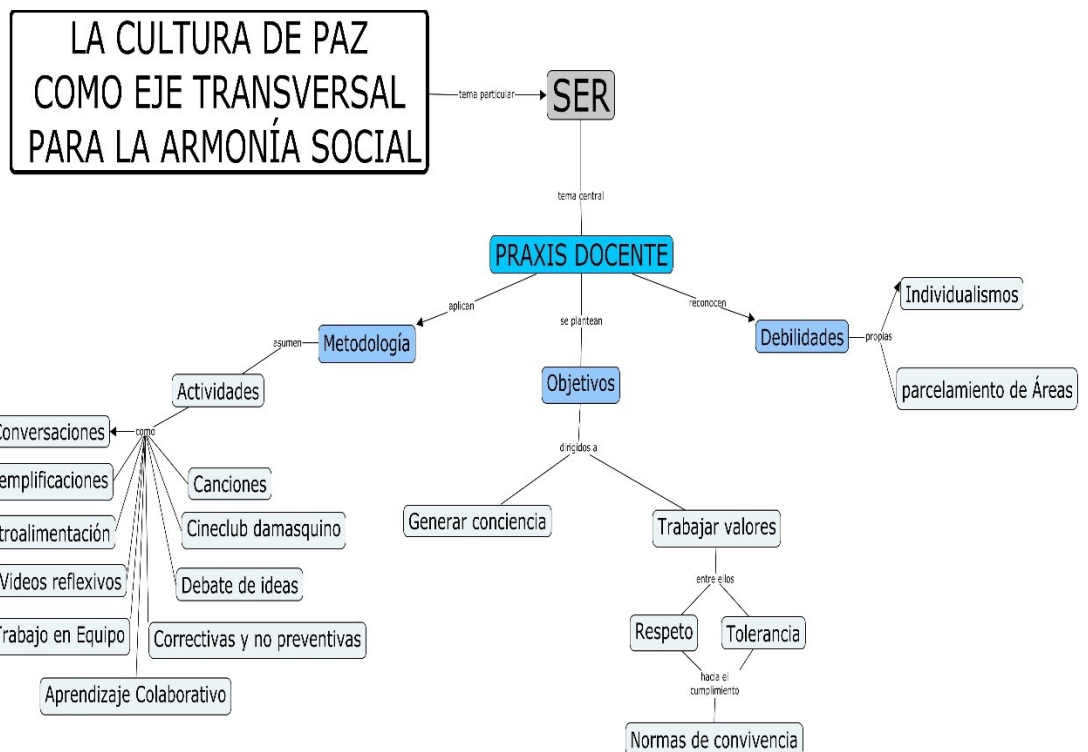 LA CULTURA DE PAZ
COMO EJE TRANSVERSAL
PARA LA ARMONÍA SOCIAL
tema particular
SER
tema central
PRAXIS DOCENTE
aplican
se plantean
reconocen
Metodología
Objetivos
Debilidades
propias
Individualismos
parcelamiento de Áreas
asumen
Actividades
como
Conversaciones
emplificaciones
troalimentación
Videos reflexivos
Trabajo en Equipo
Aprendizaje Colaborativo
Canciones
Cineclub damasquino
Debate de ideas
Correctivas y no preventivas
dirigidos a
Generar conciencia
Trabajar valores
entre ellos
Respeto
Tolerancia
hacia el
cumplimiento
Normas de convivencia